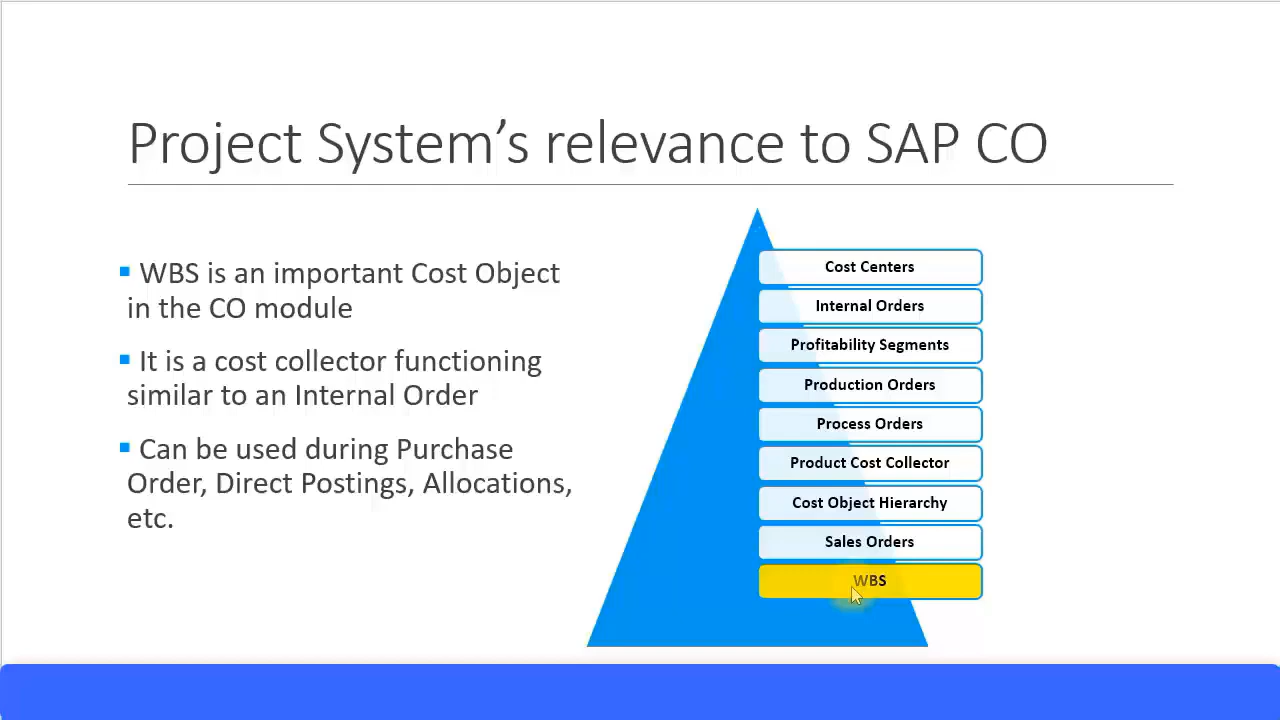 Project System’s relevance to SAP CO
▪ WBS is an important Cost Object
in the CO module
▪ It is a cost collector functioning
similar to an Internal Order
▪ Can be used during Purchase
Order, Direct Postings, Allocations,
etc.
Cost Centers
Internal Orders
Profitability Segments
Production Orders
Process Orders
Product Cost Collector
Cost Object Hierarchy
Sales Orders
WBS